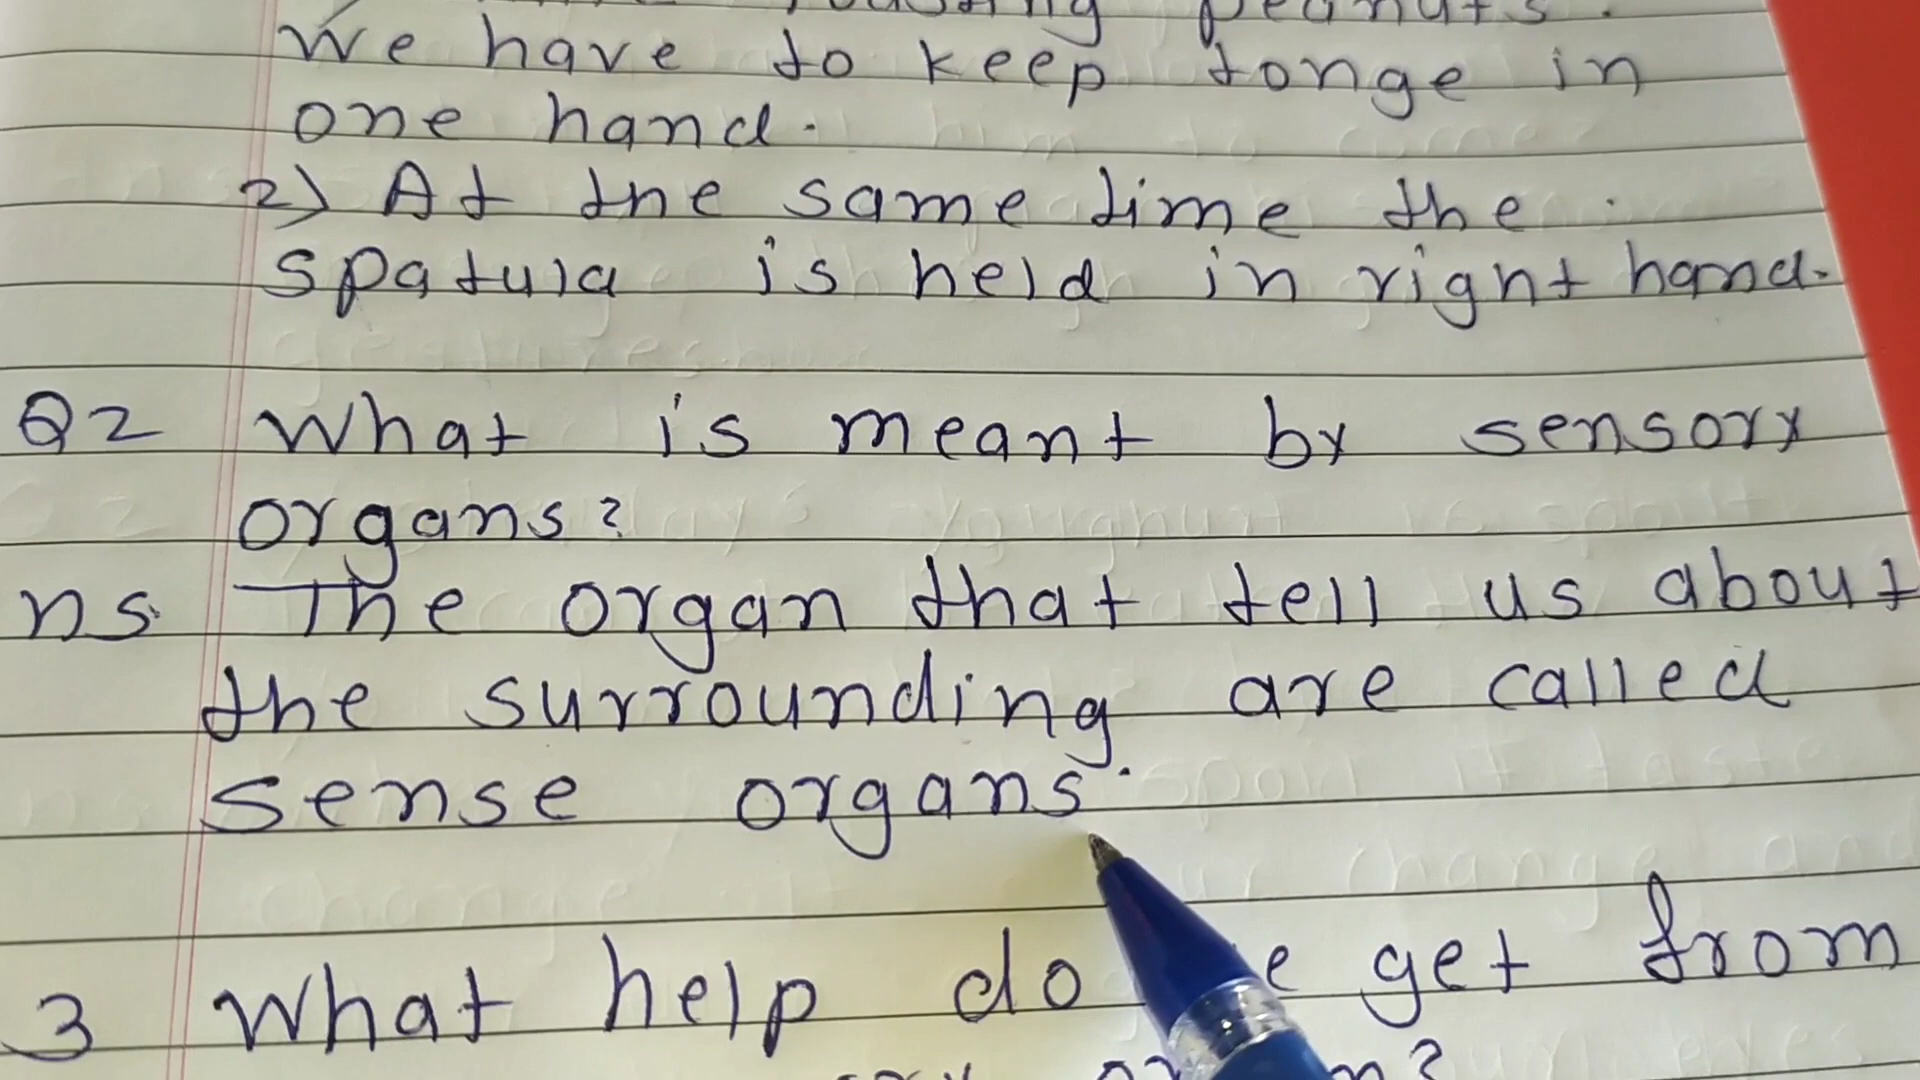 roasting peanuts.
We have to keep tonge in
one hand.
2) At the same time the
spatula is held in right hand.
Q2 What is meant by sensory
organs?
ns. The organ that tell us about
the surrounding are called
sense organs.
3 What help do e get from